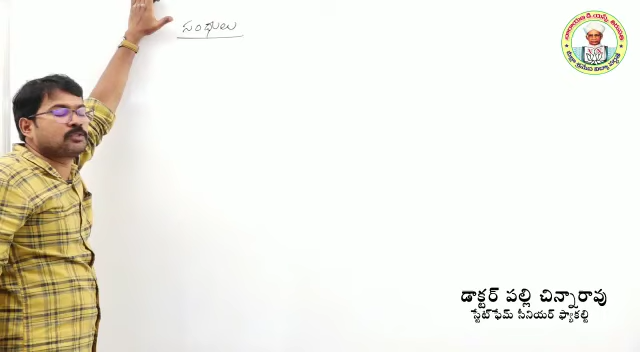 సంధులు
డాక్టర్ పల్లి చిన్నారావు
స్టేట్‌ఫేమ్ సీనియర్ ఫ్యాకల్టి